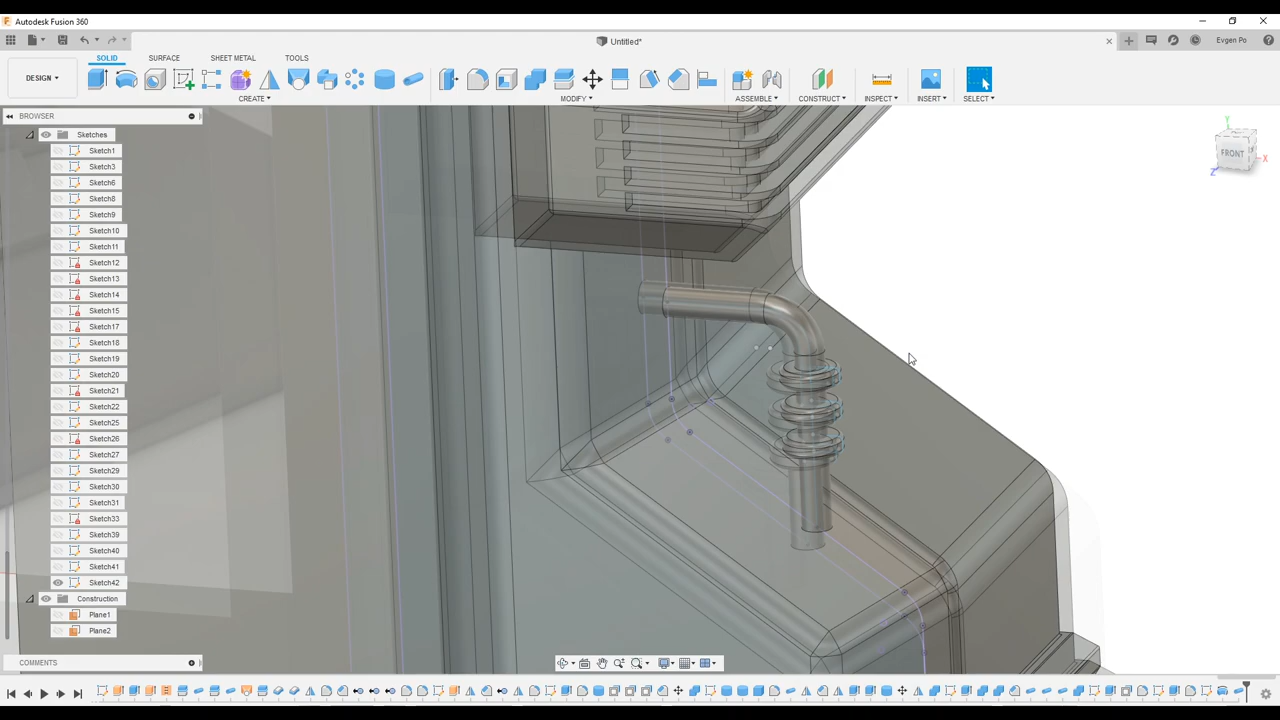 Autodesk Fusion 360
Untitled*
Evgen Po
DESIGN
SOLID
SURFACE
SHEET METAL
TOOLS
CREATE
MODIFY
ASSEMBLE
CONSTRUCT
INSPECT
INSERT
SELECT
BROWSER
Sketches
Sketch1
Sketch3
Sketch6
Sketch8
Sketch9
Sketch10
Sketch11
Sketch12
Sketch13
Sketch14
Sketch15
Sketch17
Sketch18
Sketch19
Sketch20
Sketch21
Sketch22
Sketch25
Sketch26
Sketch27
Sketch29
Sketch30
Sketch31
Sketch33
Sketch39
Sketch40
Sketch41
Sketch42
Construction
Plane1
Plane2
COMMENTS
Y
FRONT
X
Z